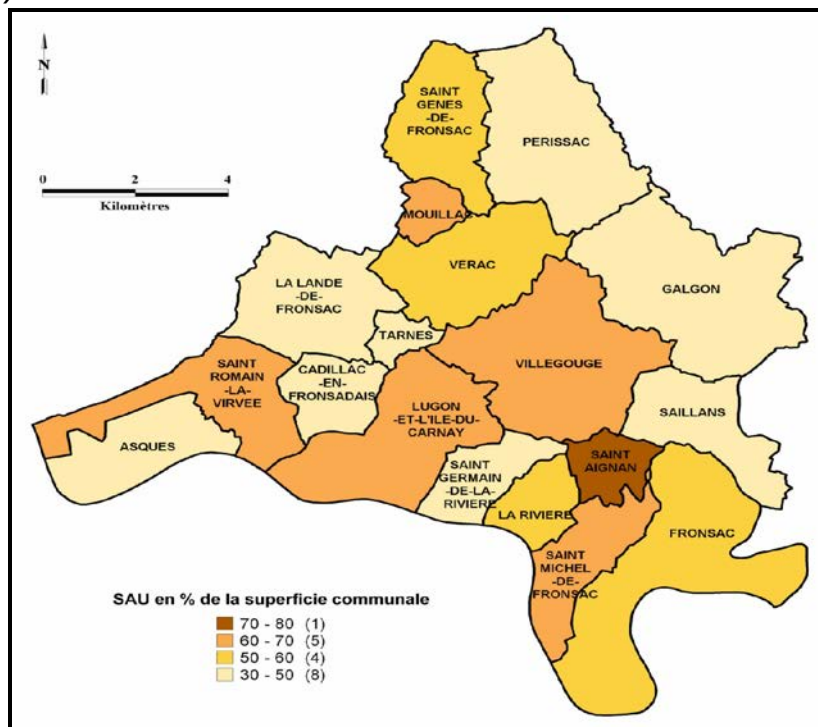 )
N
0 2 4
Kilomètres
SAINT
GENES
-DE-
FRONSAC
PERISSAC
MOUILLAC
VERAC
LA LANDE
-DE-
FRONSAC
GALGON
TARNES
SAINT
ROMAIN
-LA-
VIRVEE
CADILLAC
-EN-
FRONSADAIS
VILLEGOUGE
LUGON
-ET-L'ILE-DU-
CARNAY
SAILLANS
ASQUES
SAINT
GERMAIN
-DE-LA-
RIVIERE
SAINT
AIGNAN
LA RIVIERE
FRONSAC
SAINT
MICHEL
-DE-
FRONSAC
SAU en % de la superficie communale
70 - 80 (1)
60 - 70 (5)
50 - 60 (4)
30 - 50 (8)